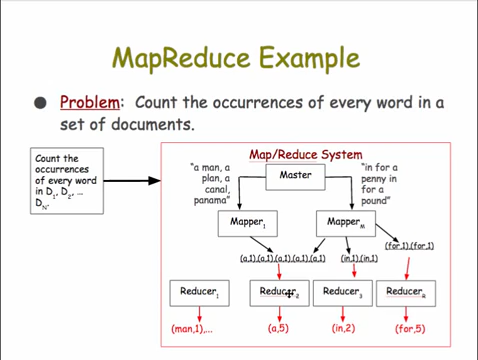 MapReduce Example
Problem: Count the occurrences of every word in a
set of documents.
Count the
occurrences
of every word
in D1, D2, …
DN.
Map/Reduce System
"a man, a
plan, a
canal,
panama"
Master
"in for a
penny in
for a
pound"
Mapper1
MapperM
(for,1),(for,1)
(a,1),(a,1),(a,1),(a,1),(a,1)
(in,1),(in,1)
Reducer1
Reducer2
Reducer3
ReducerR
(man,1),...
(a,5)
(in,2)
(for,5)